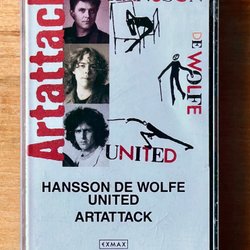 Artattack
HANSSON
DE WOLFE
UNITED
HANSSON DE WOLFE
UNITED
ARTATTACK
EXMAX